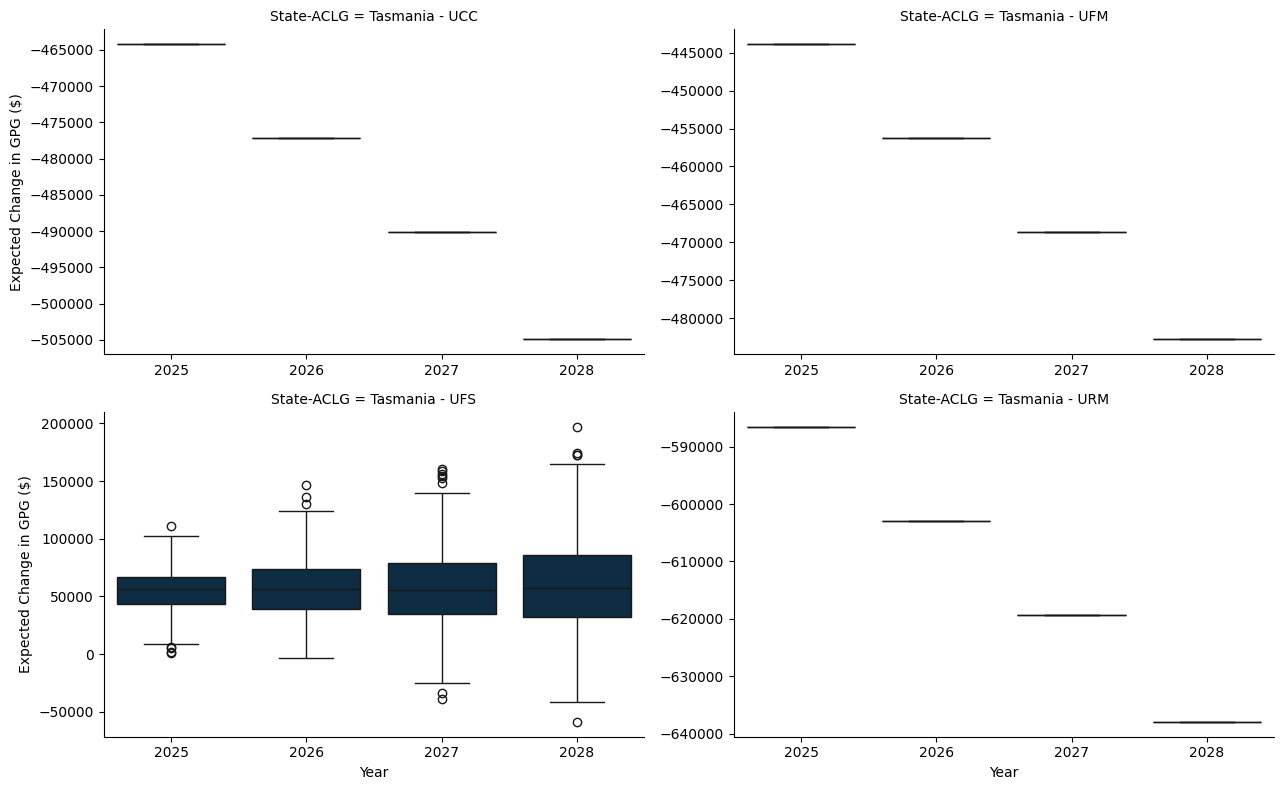 State-ACLG = Tasmania - UCC
Expected Change in GPG ($)
−465000
−470000
−475000
−480000
−485000
−490000
−495000
−500000
−505000
2025 2026 2027 2028
State-ACLG = Tasmania - UFM
−445000
−450000
−455000
−460000
−465000
−470000
−475000
−480000
2025 2026 2027 2028
State-ACLG = Tasmania - UFS
Expected Change in GPG ($)
200000
150000
100000
50000
0
−50000
2025 2026 2027 2028
Year
State-ACLG = Tasmania - URM
−590000
−600000
−610000
−620000
−630000
−640000
2025 2026 2027 2028
Year